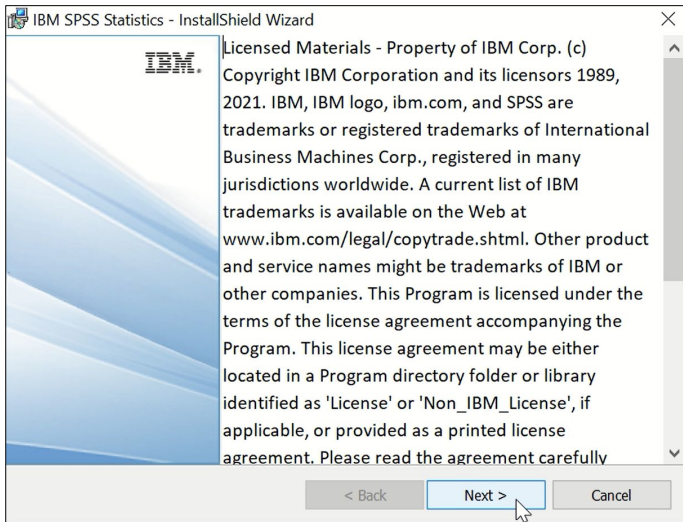 IBM SPSS Statistics - InstallShield Wizard
IBM.
Licensed Materials - Property of IBM Corp. (c)
Copyright IBM Corporation and its licensors 1989,
2021. IBM, IBM logo, ibm.com, and SPSS are
trademarks or registered trademarks of International
Business Machines Corp., registered in many
jurisdictions worldwide. A current list of IBM
trademarks is available on the Web at
www.ibm.com/legal/copytrade.shtml. Other product
and service names might be trademarks of IBM or
other companies. This Program is licensed under the
terms of the license agreement accompanying the
Program. This license agreement may be either
located in a Program directory folder or library
identified as 'License' or 'Non_IBM_License', if
applicable, or provided as a printed license
agreement. Please read the agreement carefully
< Back
Next >
Cancel